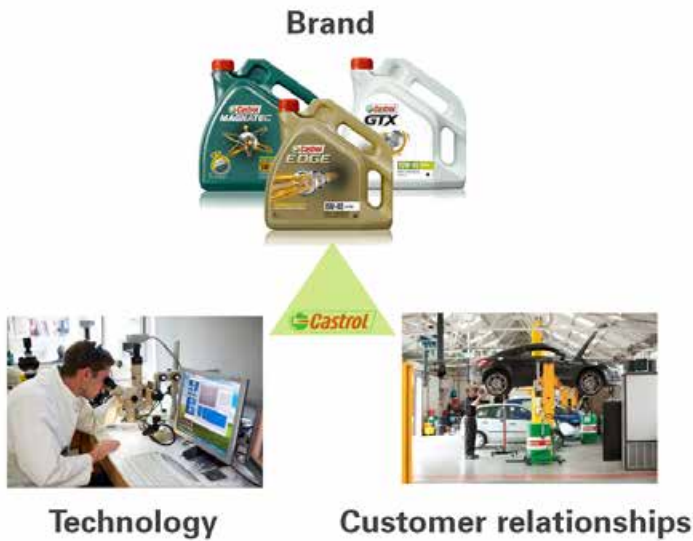 Brand
Castrol
MAGNATEC
Castrol
EDGE
Castrol
GTX
Castrol
Technology
Customer relationships